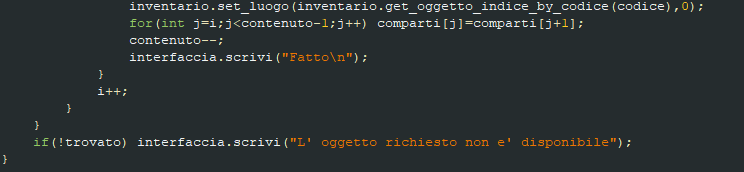 inventario.set_luogo(inventario.get_oggetto_indice_by_codice(codice),0);
for(int j=i;j<contenuto-1;j++) comparti[j]=comparti[j+1];
contenuto--;
interfaccia.scrivi("Fatto\n");
}
i++;
}
}
if(!trovato) interfaccia.scrivi("L' oggetto richiesto non e' disponibile");
}